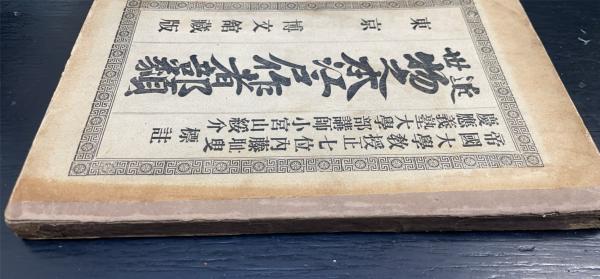 帝國大學教授正七位内藤耻叟
慶應義塾大學部講師小宮山綏介
標註
近世
物之本江戸作者部類
東京
博文館藏版